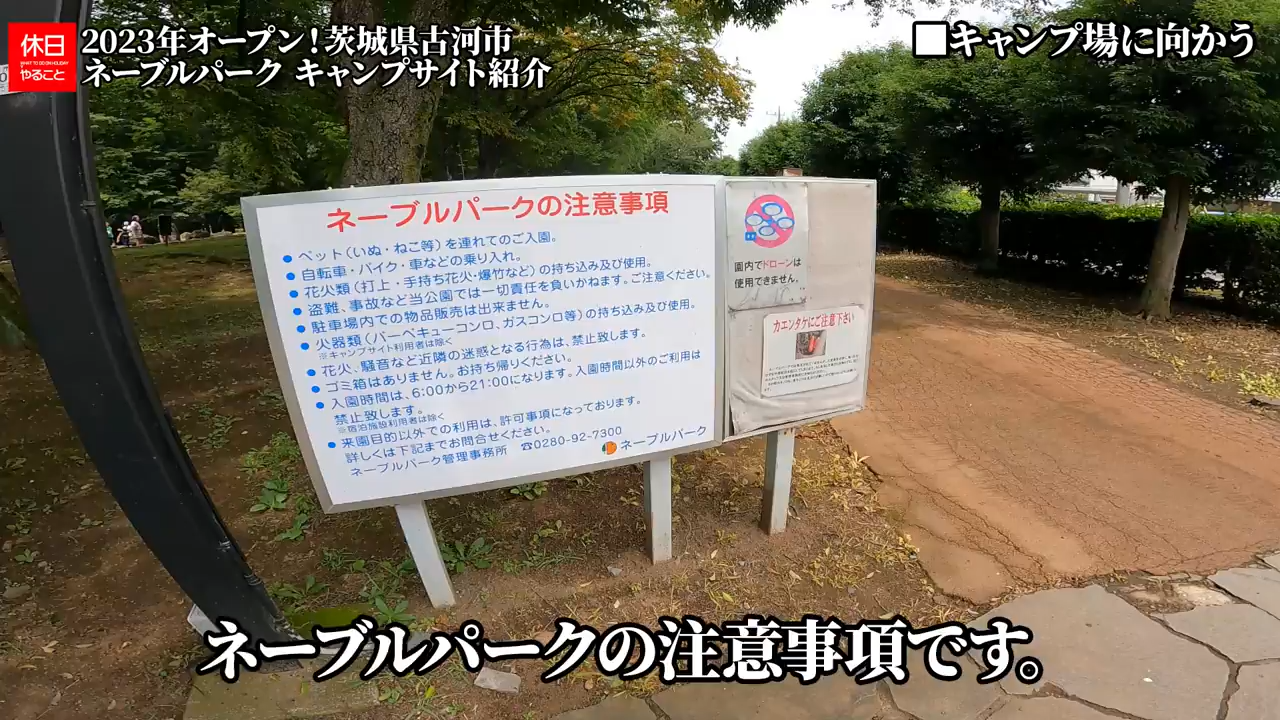 休日
WHAT TO DO ON HOLIDAY
やること
2023年オープン！茨城県古河市
ネーブルパーク キャンプサイト紹介
■キャンプ場に向かう
ネーブルパークの注意事項
● ペット（いぬ・ねこ等）を連れてのご入園。
● 自転車・バイク・車などの乗り入れ。
● 花火類（打上・手持ち花火・爆竹など）の持ち込み及び使用。
● 盗難、事故など当公園では一切責任を負いかねます。ご注意ください。
● 駐車場内での物品販売は出来ません。
● 火器類（バーベキューコンロ、ガスコンロ等）の持ち込み及び使用。
※キャンプサイト利用者は除く
● 花火、騒音など近隣の迷惑となる行為は、禁止致します。
● ゴミ箱はありません。お持ち帰りください。
● 入園時間は、6:00から21:00になります。入園時間以外のご利用は
禁止致します。
※宿泊施設利用者は除く
● 来園目的以外での利用は、許可事項になっております。
詳しくは下記までお問合せください。
ネーブルパーク管理事務所 ☎0280-92-7300
ネーブルパーク
園内でドローンは
使用できません。
カエンタケにご注意下さい
ネーブルパークの注意事項です。